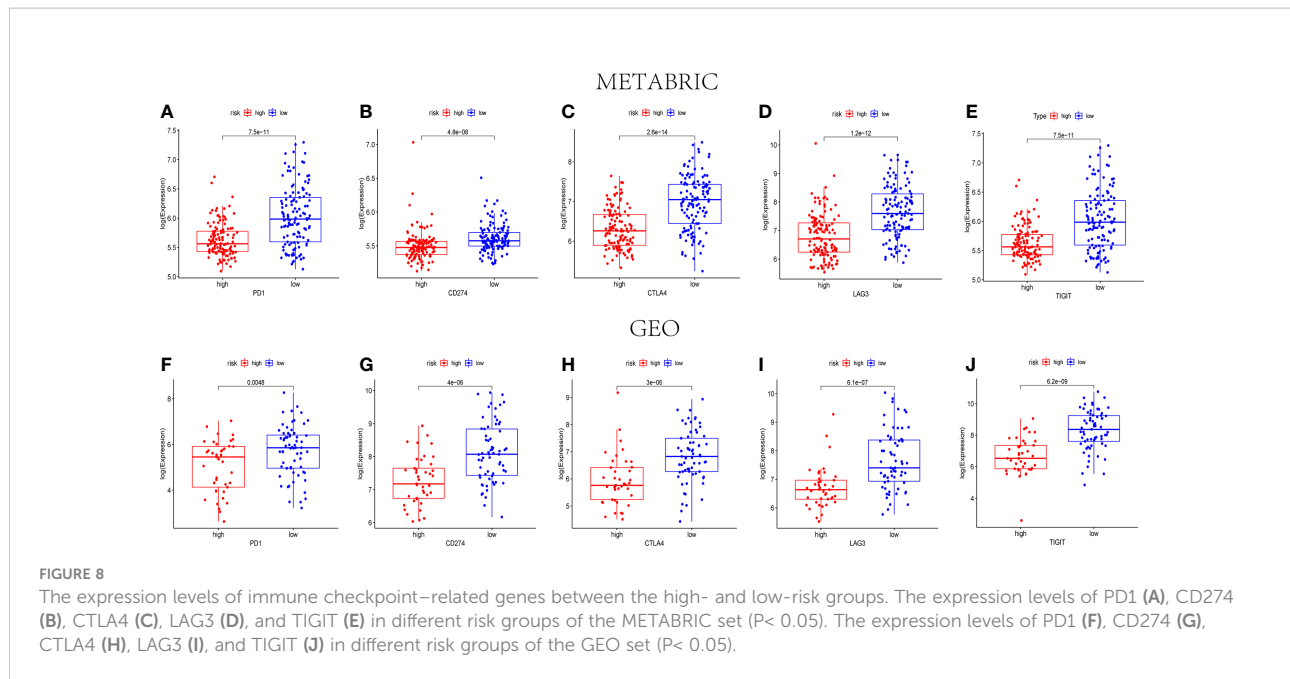 METABRIC
A
risk high low
7.5e-11
7.5
7.0
6.5
6.0
5.5
5.0
log(Expression)
high low
PD1
B
risk high low
4.8e-08
7.0
6.5
6.0
5.5
log(Expression)
high low
CD274
C
risk high low
2.6e-14
8
7
6
log(Expression)
high low
CTLA4
D
risk high low
1.2e-12
10
9
8
7
6
log(Expression)
high low
LAG3
E
Type high low
7.5e-11
7.5
7.0
6.5
6.0
5.5
5.0
log(Expression)
high low
TIGIT
GEO
F
risk high low
0.0048
8
6
4
log(Expression)
high low
PD1
G
risk high low
4e-06
10
9
8
7
6
log(Expression)
high low
CD274
H
risk high low
3e-06
9
8
7
6
5
log(Expression)
high low
CTLA4
I
risk high low
6.1e-07
10
9
8
7
6
log(Expression)
high low
LAG3
J
risk high low
6.2e-09
10
8
6
4
log(Expression)
high low
TIGIT
FIGURE 8
The expression levels of immune checkpoint–related genes between the high- and low-risk groups. The expression levels of PD1 (A), CD274
(B), CTLA4 (C), LAG3 (D), and TIGIT (E) in different risk groups of the METABRIC set (P< 0.05). The expression levels of PD1 (F), CD274 (G),
CTLA4 (H), LAG3 (I), and TIGIT (J) in different risk groups of the GEO set (P< 0.05).